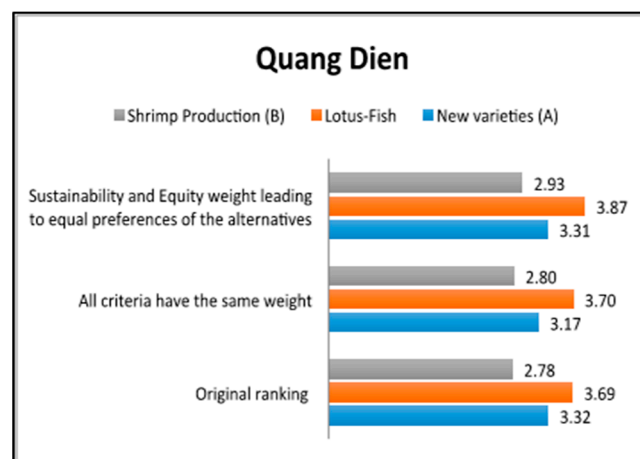 Quang Dien
Shrimp Production (B) Lotus-Fish New varieties (A)
Sustainability and Equity weight leading
to equal preferences of the alternatives
2.93
3.87
3.31
All criteria have the same weight
2.80
3.70
3.17
Original ranking
2.78
3.69
3.32